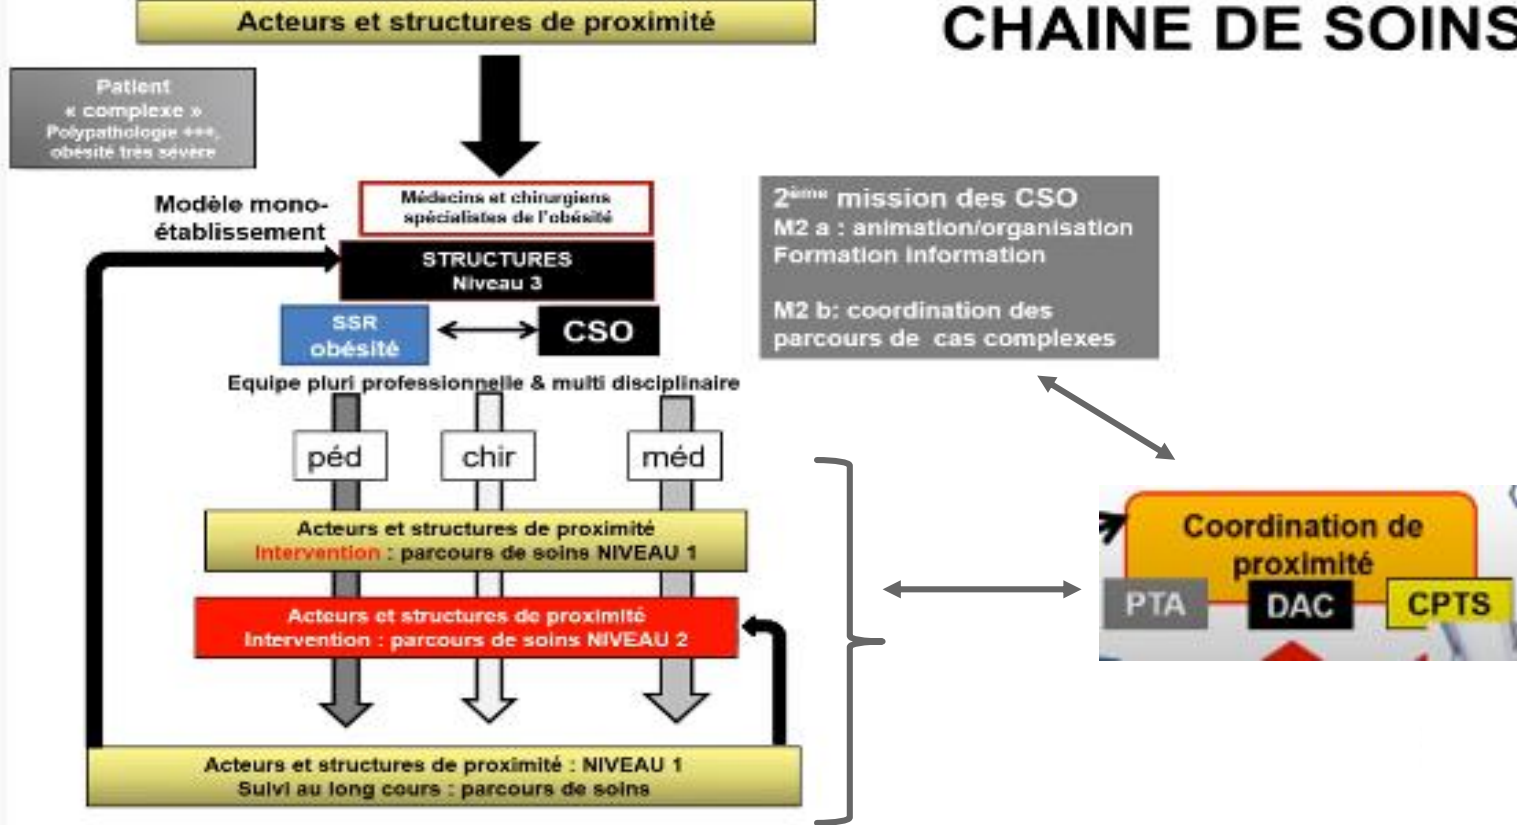 Acteurs et structures de proximité
CHAINE DE SOINS
Patient
« complexe »
Polypathologie +++,
obésité très sévère
Modèle mono-
établissement
Médecins et chirurgiens
spécialistes de l'obésité
STRUCTURES
Niveau 3
SSR
obésité
CSO
2ème mission des CSO
M2 a : animation/organisation
Formation information
M2 b: coordination des
parcours de cas complexes
Equipe pluri professionnelle & multi disciplinaire
péd
chir
méd
Acteurs et structures de proximité
Intervention : parcours de soins NIVEAU 1
Acteurs et structures de proximité
Intervention : parcours de soins NIVEAU 2
Acteurs et structures de proximité : NIVEAU 1
Suivi au long cours : parcours de soins
Coordination de
proximité
PTA
DAC
CPTS